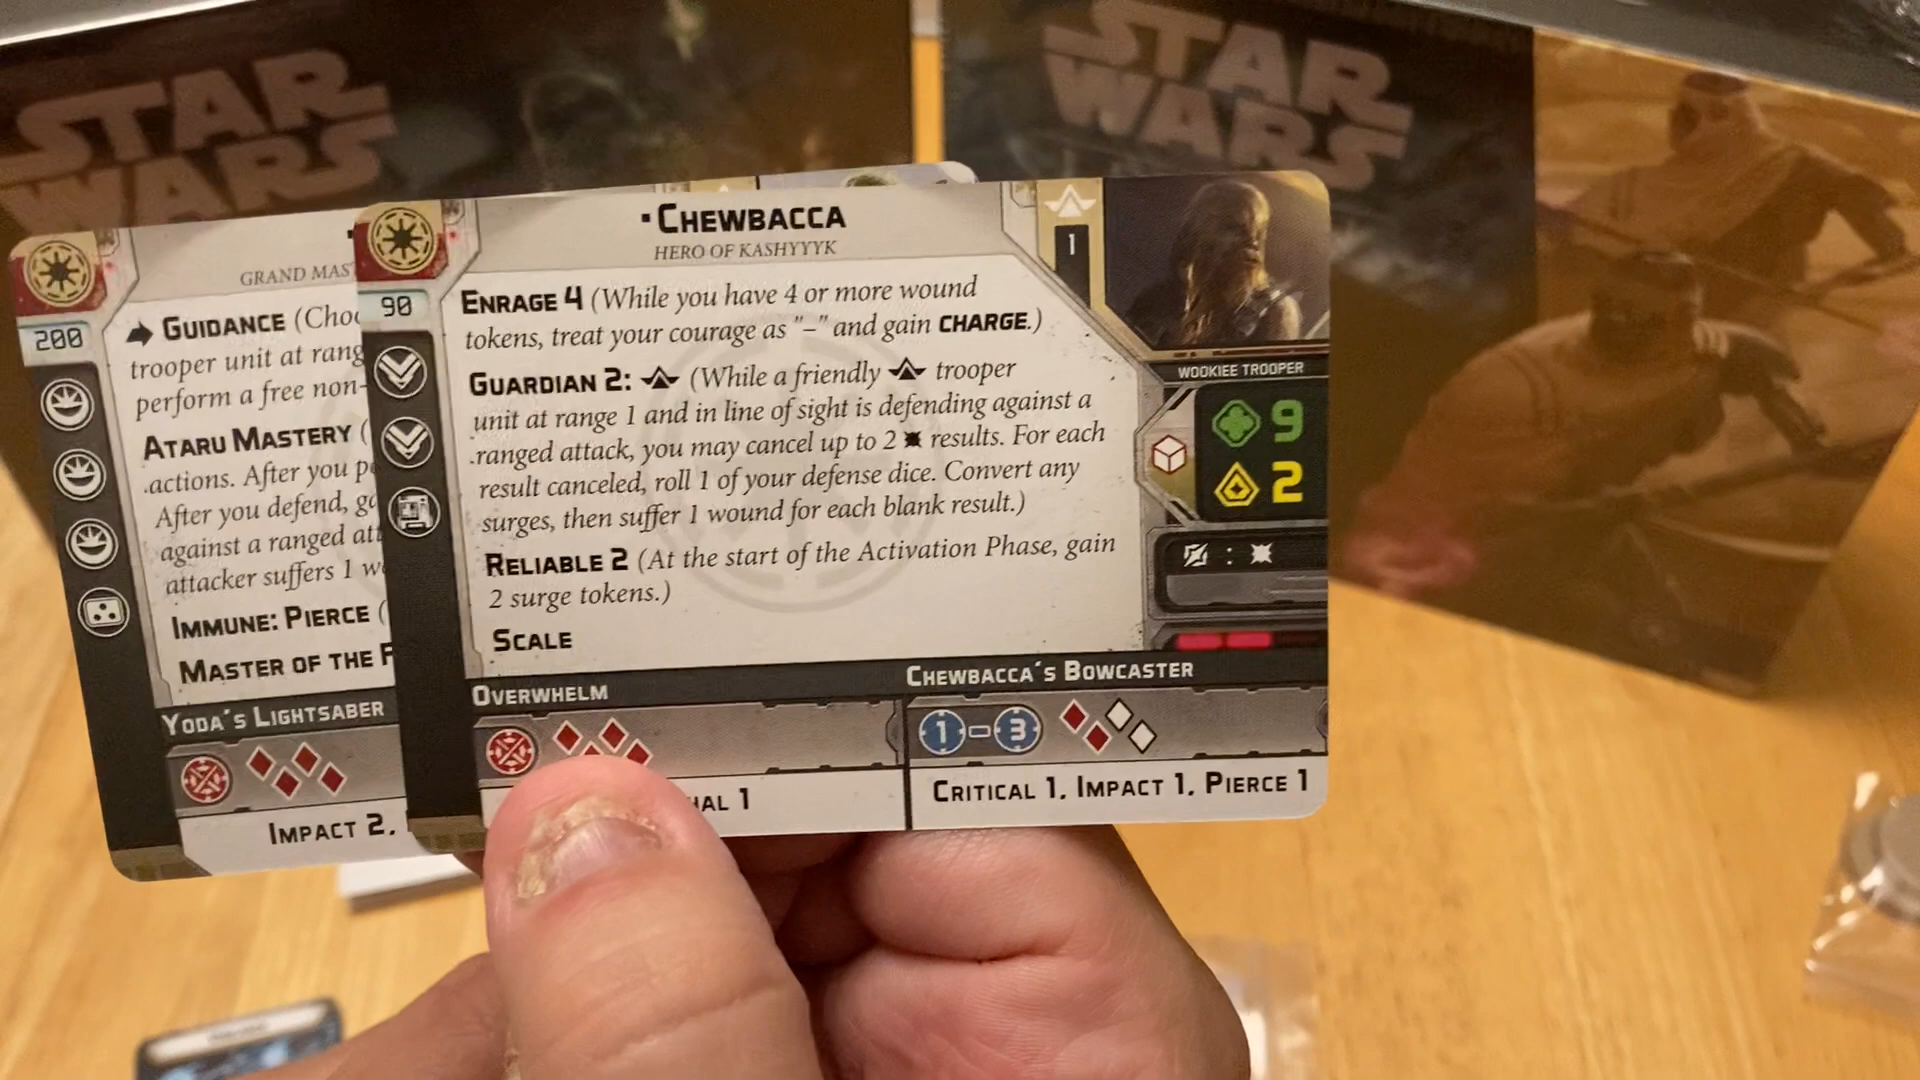 STAR
WARS
STAR
WARS
GRAND
200
GUIDANCE
trooper unit at
perform a free non-
ATARU MASTERY (
actions. After you
After you defend,
against a ranged
attacker suffers 1
IMMUNE: PIERCE (
MASTER OF THE
YODA'S LIGHTSABER
IMPACT 2,
CHEWBACCA
HERO OF KASHYYYK
1
90
ENRAGE 4 (While you have 4 or more wound
tokens, treat your courage as "–" and gain CHARGE.)
GUARDIAN 2: (While a friendly trooper
unit at range 1 and in line of sight is defending against a
ranged attack, you may cancel up to 2 results. For each
result canceled, roll 1 of your defense dice. Convert any
surges, then suffer 1 wound for each blank result.)
RELIABLE 2 (At the start of the Activation Phase, gain
2 surge tokens.)
SCALE
WOOKIEE TROOPER
9
2
:
OVERWHELM
1
CHEWBACCA'S BOWCASTER
1 – 3
CRITICAL 1, IMPACT 1, PIERCE 1